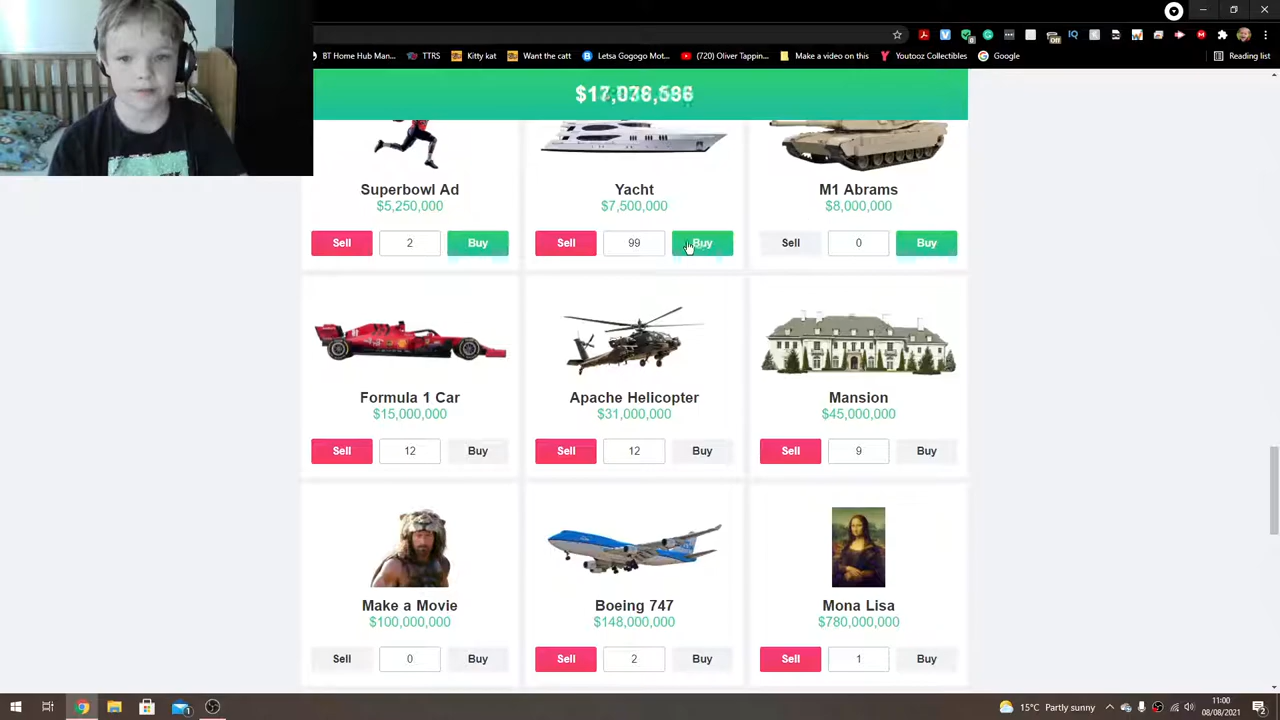 BT Home Hub Man...
TTRS
Kitty kat
Want the catt
Letsa Gogogo Mot...
(720) Oliver Tappin...
Make a video on this
Youtooz Collectibles
Google
Reading list
Superbowl Ad
$5,250,000
Sell 2 Buy
Yacht
$7,500,000
Sell 99 Buy
M1 Abrams
$8,000,000
Sell 0 Buy
Formula 1 Car
$15,000,000
Sell 12 Buy
Apache Helicopter
$31,000,000
Sell 12 Buy
Mansion
$45,000,000
Sell 9 Buy
Make a Movie
$100,000,000
Sell 0 Buy
Boeing 747
$148,000,000
Sell 2 Buy
Mona Lisa
$780,000,000
Sell 1 Buy
15°C Partly sunny
11:00
08/08/2021